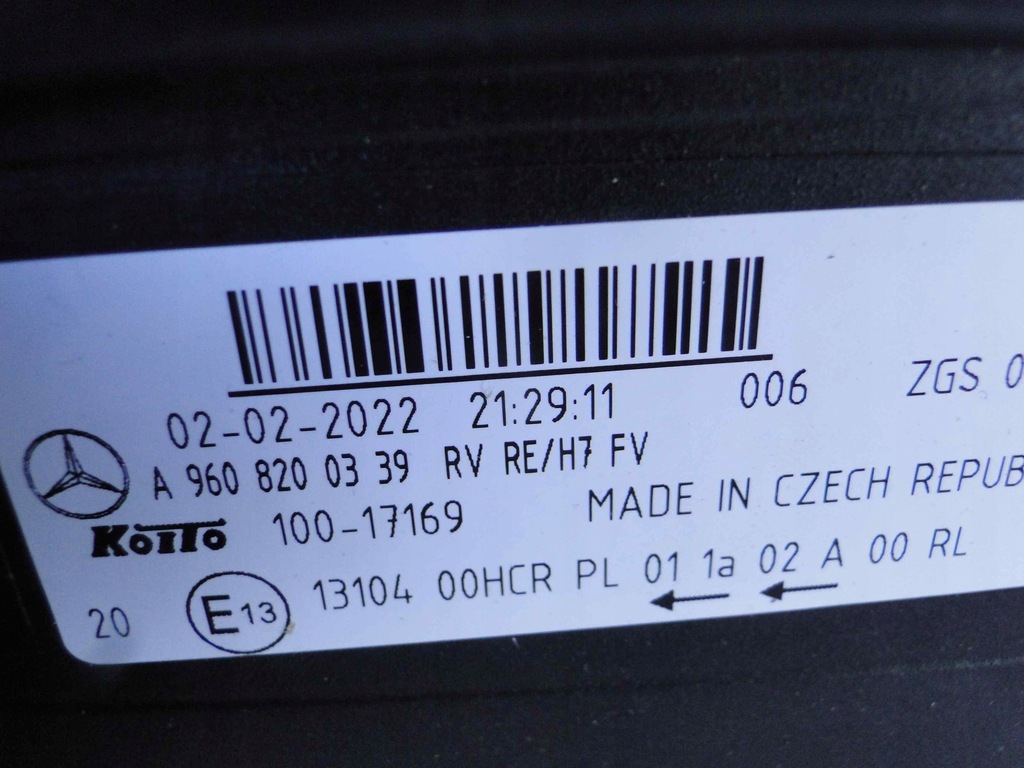 02-02-2022 21:29:11 006 ZGS 0
A 960 820 03 39 RV RE/H7 FV
KOITO 100-17169 MADE IN CZECH REPUB
20 E13 13104 00HCR PL 01 1a 02 A 00 RL